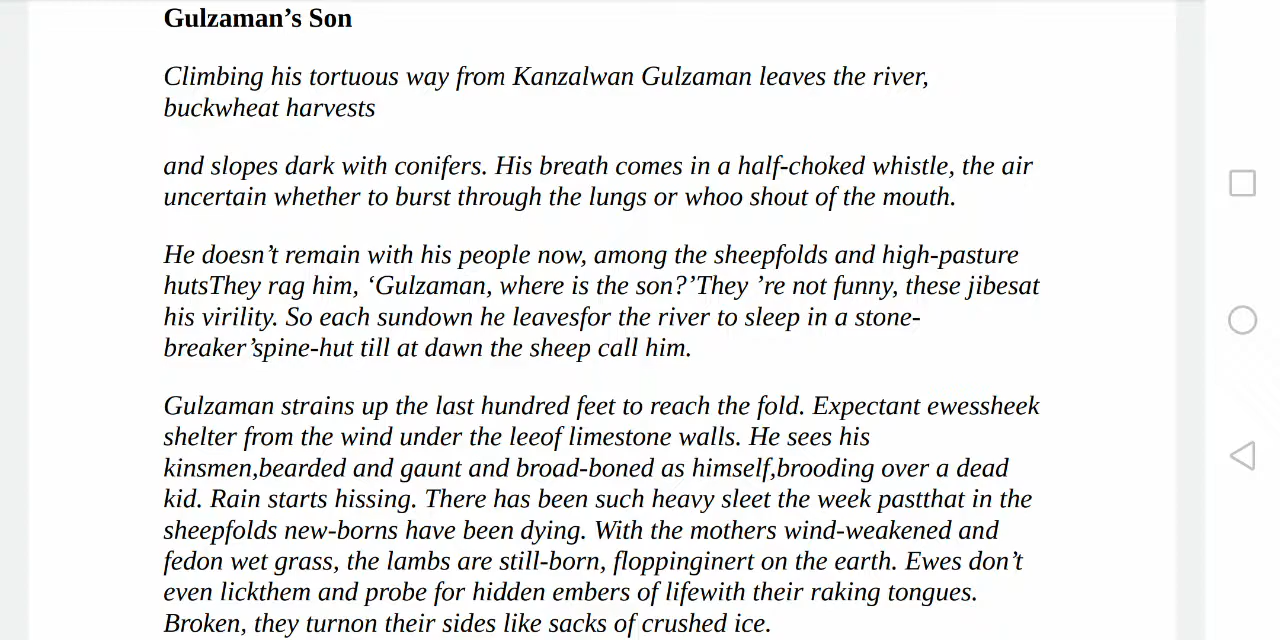 Gulzaman’s Son
Climbing his tortuous way from Kanzalwan Gulzaman leaves the river,
buckwheat harvests
and slopes dark with conifers. His breath comes in a half-choked whistle, the air
uncertain whether to burst through the lungs or whoo shout of the mouth.
He doesn’t remain with his people now, among the sheepfolds and high-pasture
hutsThey rag him, ‘Gulzaman, where is the son?’They ’re not funny, these jibesat
his virility. So each sundown he leavesfor the river to sleep in a stone-
breaker’spine-hut till at dawn the sheep call him.
Gulzaman strains up the last hundred feet to reach the fold. Expectant ewessheek
shelter from the wind under the leeof limestone walls. He sees his
kinsmen,bearded and gaunt and broad-boned as himself,brooding over a dead
kid. Rain starts hissing. There has been such heavy sleet the week pastthat in the
sheepfolds new-borns have been dying. With the mothers wind-weakened and
fedon wet grass, the lambs are still-born, floppinginert on the earth. Ewes don’t
even lickthem and probe for hidden embers of lifewith their raking tongues.
Broken, they turnon their sides like sacks of crushed ice.